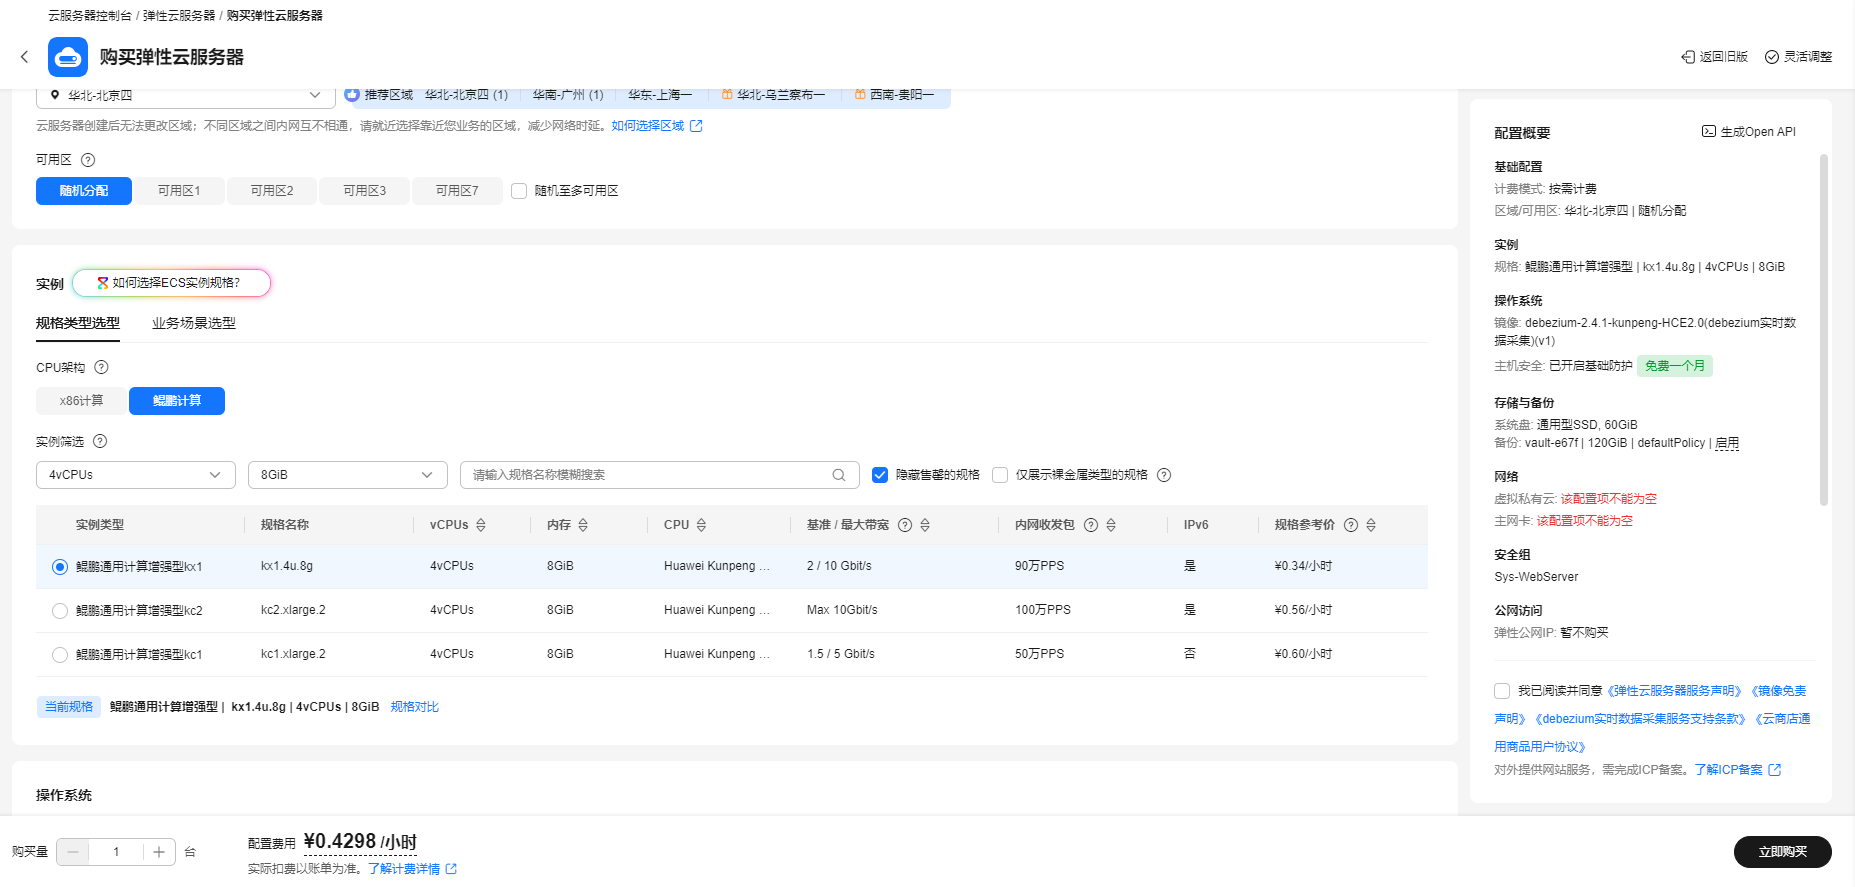 云服务器控制台 / 弹性云服务器 / 购买弹性云服务器
购买弹性云服务器
返回旧版 灵活调整
华北-北京四 推荐区域 华北-北京四 (1) 华南-广州 (1) 华东-上海一 华北-乌兰察布一 西南-贵阳一
云服务器创建后无法更改区域；不同区域之间内网互不相通，请就近选择靠近您业务的区域，减少网络时延。如何选择区域
可用区
随机分配 可用区1 可用区2 可用区3 可用区7 随机至多可用区
实例 如何选择ECS实例规格?
规格类型选型 业务场景选型
CPU架构
x86计算 鲲鹏计算
实例筛选
4vCPUs 8GiB 请输入规格名称模糊搜索 隐藏售罄的规格 仅展示裸金属类型的规格
实例类型 规格名称 vCPUs 内存 CPU 基准 / 最大带宽 内网收发包 IPv6 规格参考价
鲲鹏通用计算增强型kx1 kx1.4u.8g 4vCPUs 8GiB Huawei Kunpeng ... 2 / 10 Gbit/s 90万PPS 是 ¥0.34/小时
鲲鹏通用计算增强型kc2 kc2.xlarge.2 4vCPUs 8GiB Huawei Kunpeng ... Max 10Gbit/s 100万PPS 是 ¥0.56/小时
鲲鹏通用计算增强型kc1 kc1.xlarge.2 4vCPUs 8GiB Huawei Kunpeng ... 1.5 / 5 Gbit/s 50万PPS 否 ¥0.60/小时
当前规格 鲲鹏通用计算增强型 | kx1.4u.8g | 4vCPUs | 8GiB 规格对比
操作系统
配置概要 生成Open API
基础配置
计费模式: 按需计费
区域/可用区: 华北-北京四 | 随机分配
实例
规格: 鲲鹏通用计算增强型 | kx1.4u.8g | 4vCPUs | 8GiB
操作系统
镜像: debezium-2.4.1-kunpeng-HCE2.0(debezium实时数
据采集)(v1)
主机安全: 已开启基础防护 免费一个月
存储与备份
系统盘: 通用型SSD, 60GiB
备份: vault-e67f | 120GiB | defaultPolicy | 启用
网络
虚拟私有云: 该配置项不能为空
主网卡: 该配置项不能为空
安全组
Sys-WebServer
公网访问
弹性公网IP: 暂不购买
我已阅读并同意《弹性云服务器服务声明》《镜像免责
声明》《debezium实时数据采集服务支持条款》《云商店通
用商品用户协议》
对外提供网站服务，需完成ICP备案。了解ICP备案
购买量 1 台
配置费用 ¥0.4298 /小时
实际扣费以账单为准。了解计费详情
立即购买